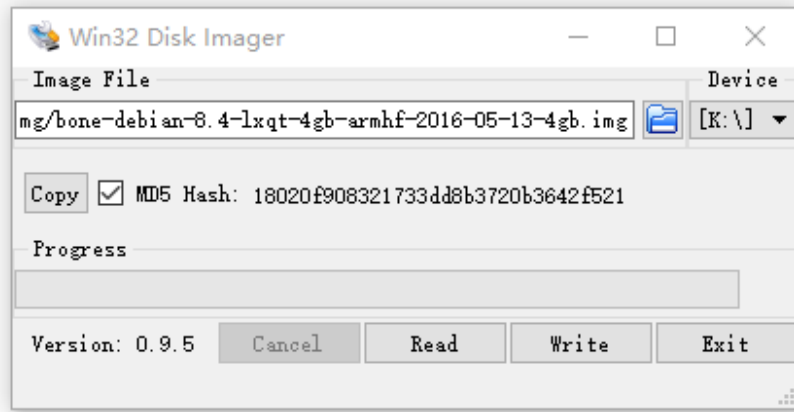 Win32 Disk Imager
Image File
Device
mg/bone-debian-8.4-lxqt-4gb-armhf-2016-05-13-4gb.img
[K:\]
Copy
MD5 Hash: 18020f908321733dd8b3720b3642f521
Progress
Version: 0.9.5
Cancel
Read
Write
Exit